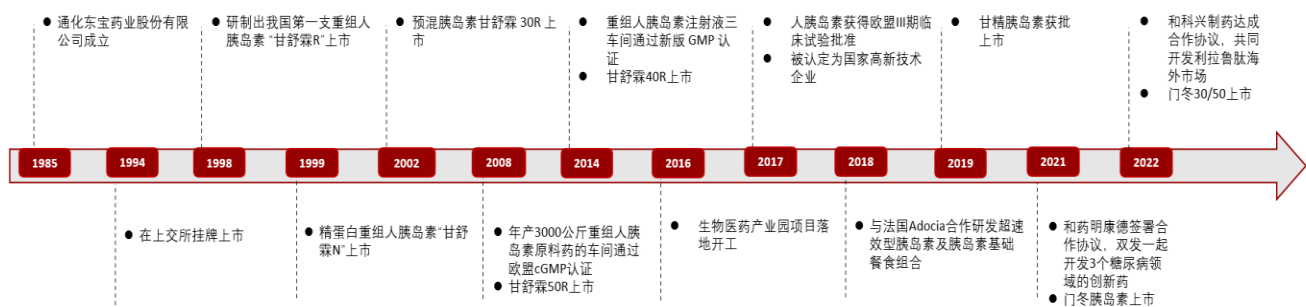 ● 通化东宝药业股份有限
公司成立
● 研制出我国第一支重组人
胰岛素 “甘舒霖R”上市
● 预混胰岛素甘舒霖 30R 上
市
● 重组人胰岛素注射液三
车间通过新版 GMP 认
证
● 甘舒霖40R上市
● 人胰岛素获得欧盟III期临
床试验批准
● 被认定为国家高新技术
企业
● 甘精胰岛素获批
上市
● 和科兴制药达成
合作协议，共同
开发利拉鲁肽海
外市场
● 门冬30/50上市
1985
1994
1998
1999
2002
2008
2014
2016
2017
2018
2019
2021
2022
● 在上交所挂牌上市
● 精蛋白重组人胰岛素“甘舒
霖N”上市
● 年产3000公斤重组人胰
岛素原料药的车间通过
欧盟cGMP认证
● 甘舒霖50R上市
● 生物医药产业园项目落
地开工
● 与法国Adocia合作研发超速
效型胰岛素及胰岛素基础
餐食组合
● 和药明康德签署合
作协议，双发一起
开发3个糖尿病领
域的创新药
● 门冬胰岛素上市